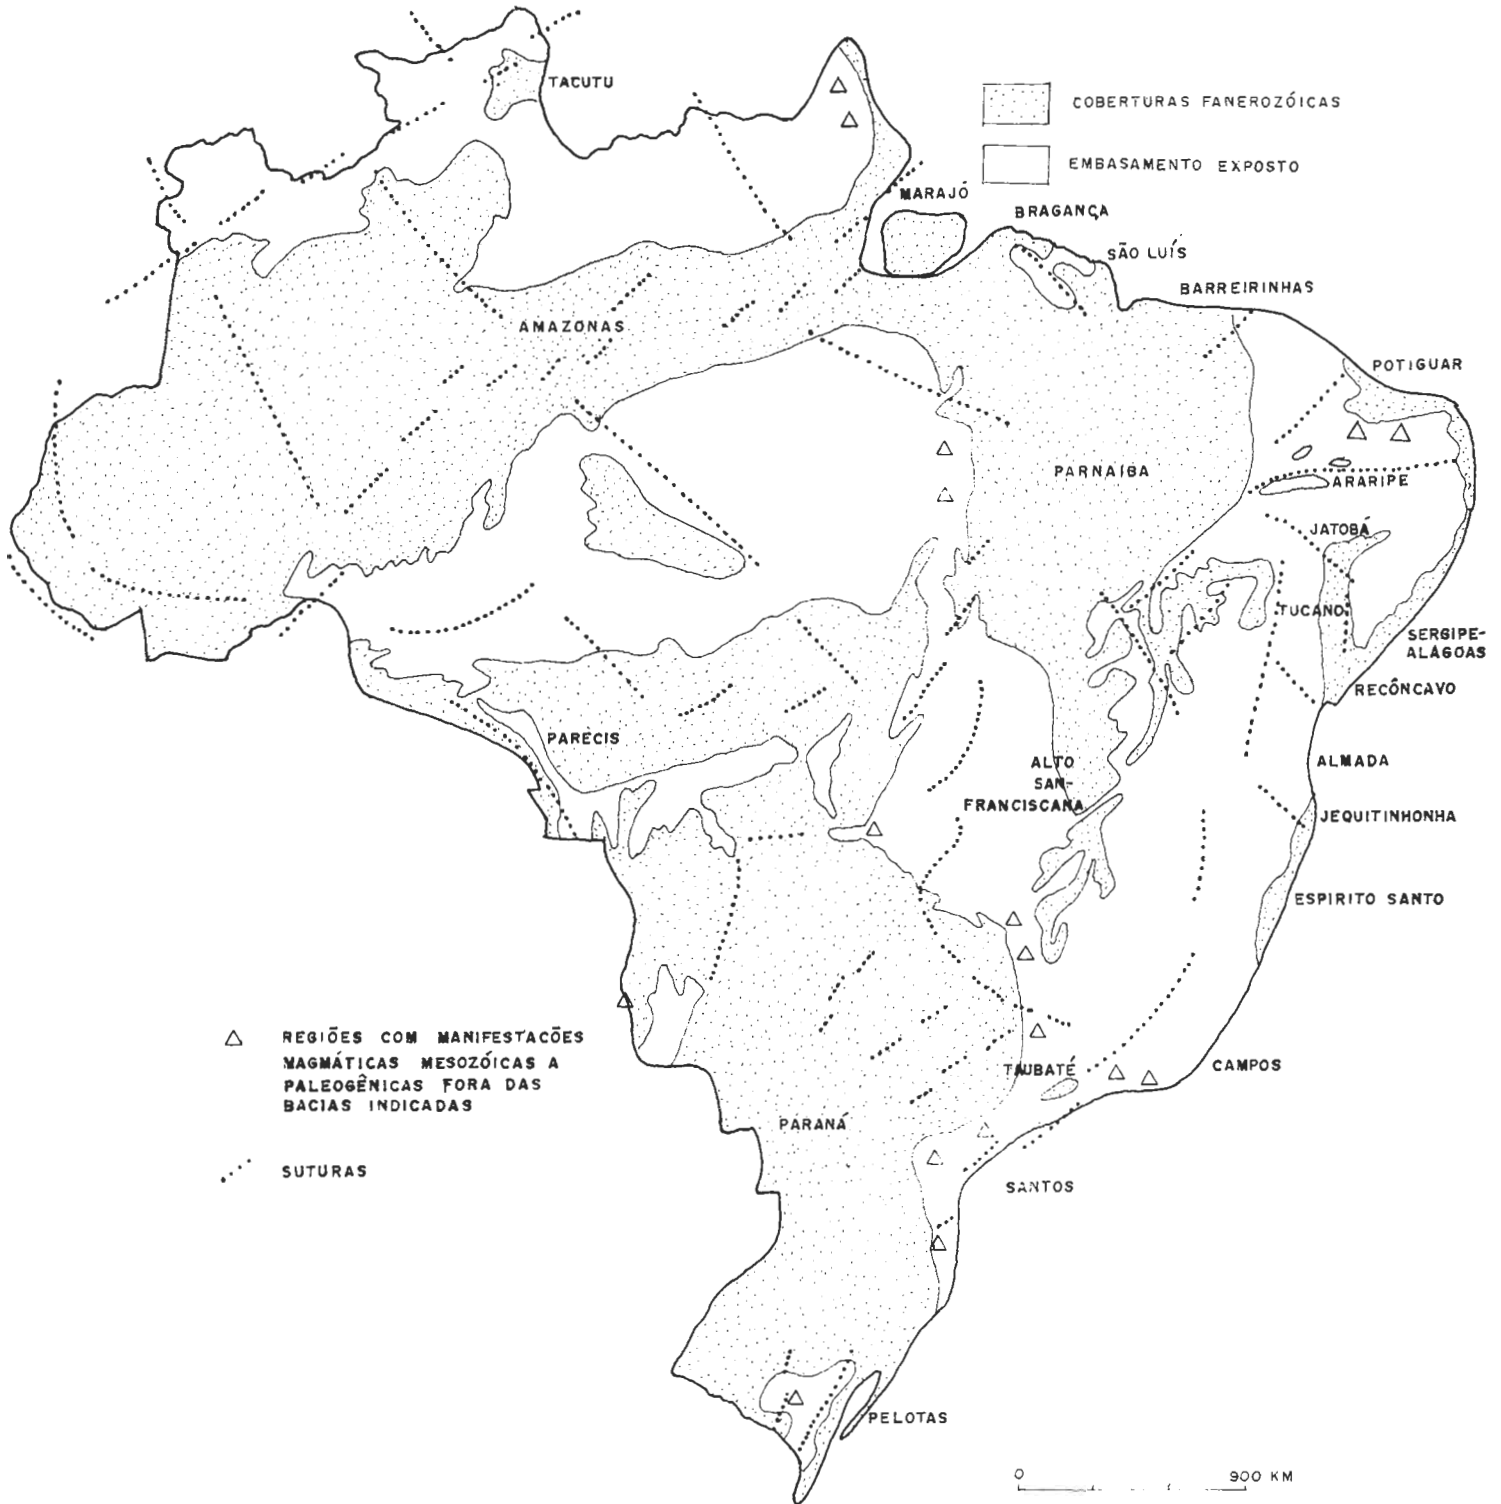 TACUTU
COBERTURAS FANEROZÓICAS
EMBASAMENTO EXPOSTO
MARAJÓ
BRAGANÇA
SÃO LUÍS
BARREIRINHAS
AMAZONAS
POTIGUAR
PARNAÍBA
ARARIPE
JATOBÁ
TUCANO
SERGIPE-
ALAGOAS
RECÔNCAVO
PARECIS
ALTO
SAN-
FRANCISCANA
ALMADA
JEQUITINHONHA
ESPIRITO SANTO
REGIÕES COM MANIFESTACÕES
MAGMÁTICAS MESOZÓICAS A
PALEOGÊNICAS FORA DAS
BACIAS INDICADAS
TAUBATÉ
CAMPOS
PARANÁ
SUTURAS
SANTOS
PELOTAS
0 900 KM